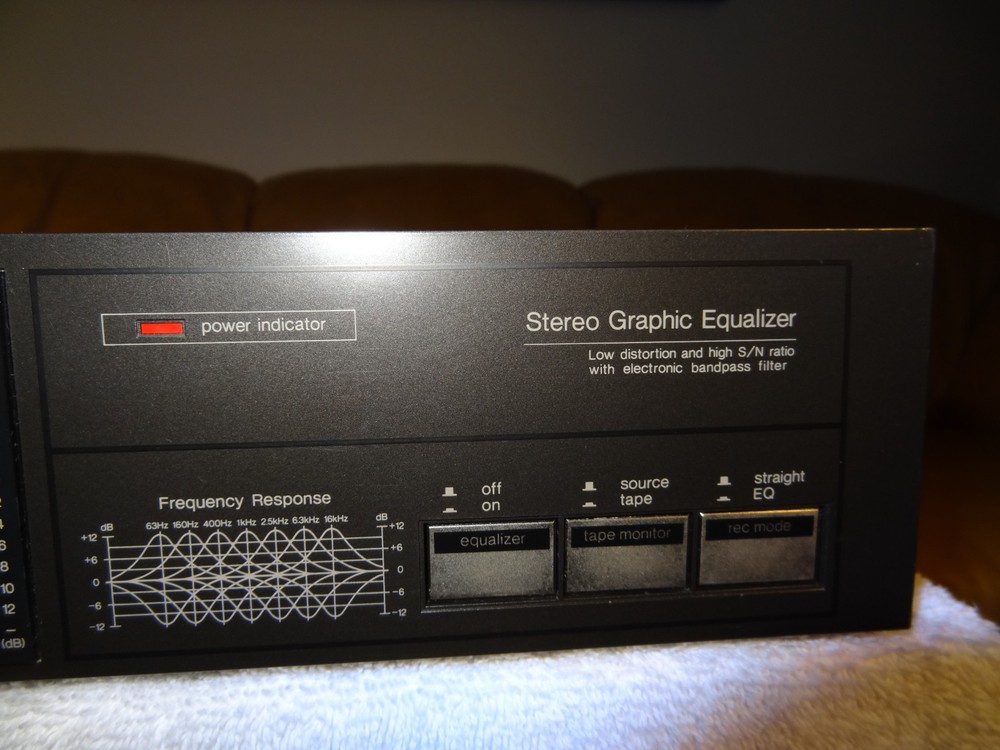 power indicator
Stereo Graphic Equalizer
Low distortion and high S/N ratio
with electronic bandpass filter
Frequency Response
dB 63Hz 160Hz 400Hz 1kHz 2.5kHz 6.3kHz 16kHz dB
+12 +12
+6 +6
0 0
-6 -6
-12 -12
off
on
source
tape
straight
EQ
equalizer
tape monitor
rec mode
6
8
10
12
(dB)